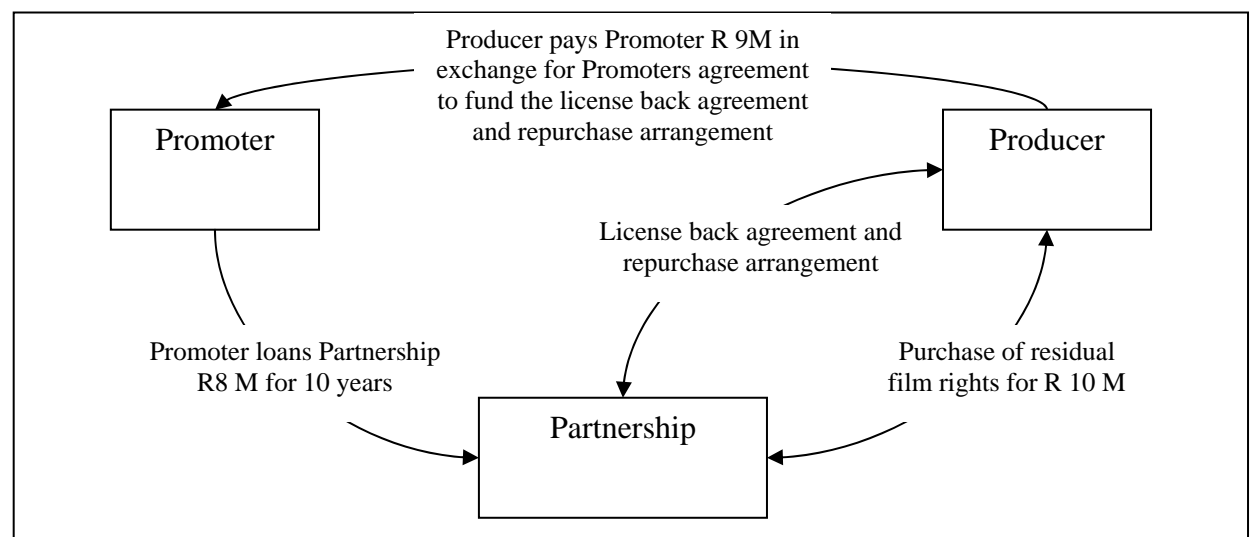 Producer pays Promoter R 9M in
exchange for Promoters agreement
to fund the license back agreement
and repurchase arrangement
Promoter
Producer
License back agreement and
repurchase arrangement
Promoter loans Partnership
R8 M for 10 years
Purchase of residual
film rights for R 10 M
Partnership